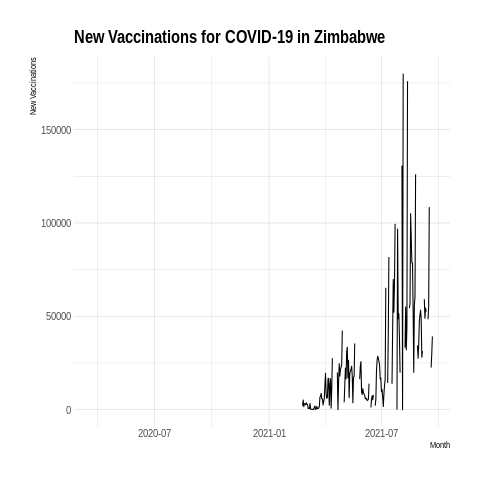 New Vaccinations for COVID-19 in Zimbabwe
New Vaccinations
150000
100000
50000
0
2020-07 2021-01 2021-07
Month